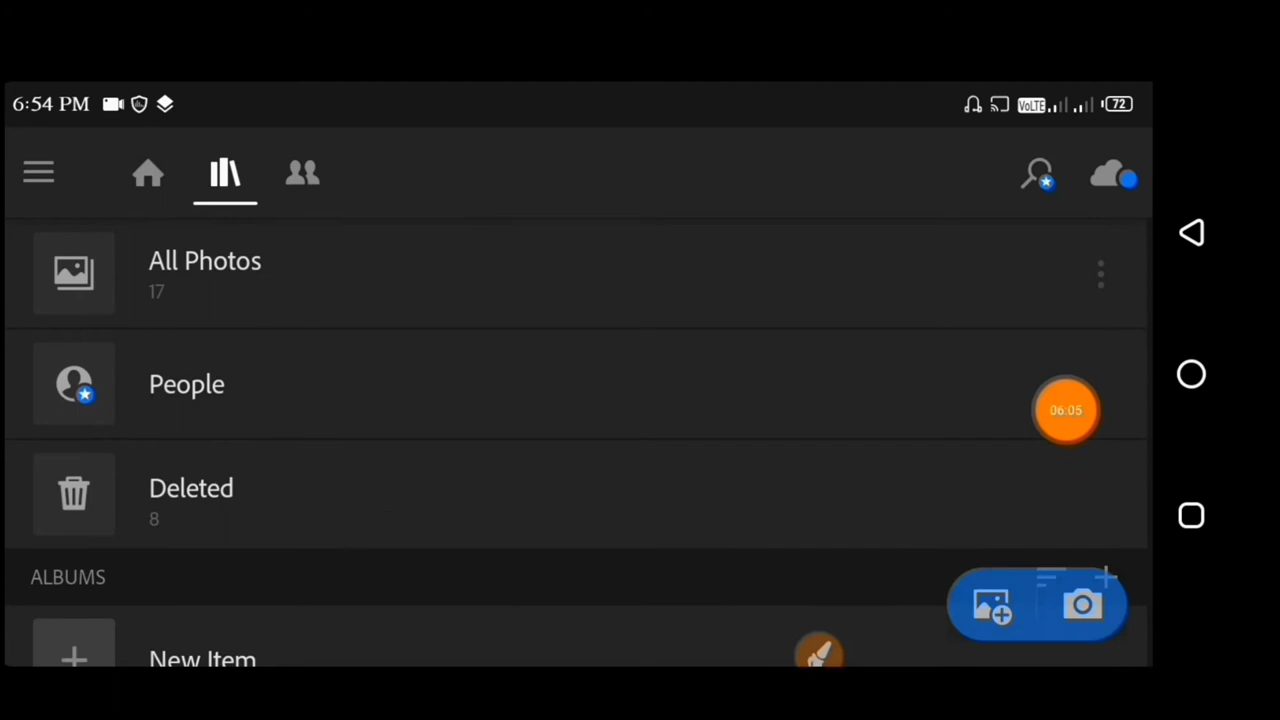 6:54 PM
VoLTE
72
All Photos
17
People
06:05
Deleted
8
ALBUMS
New Item